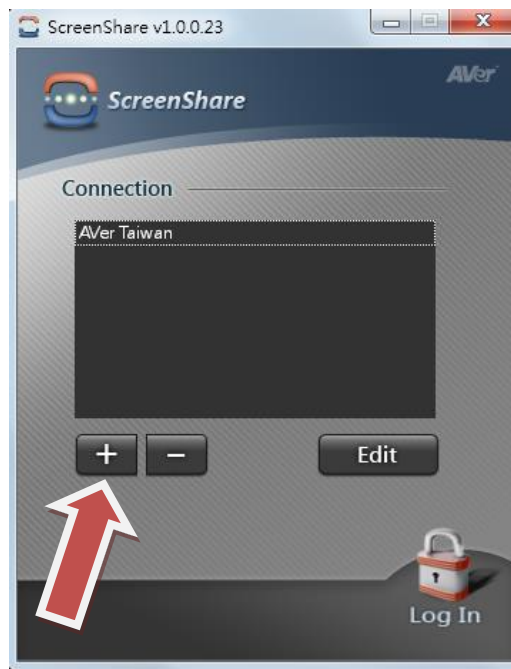 ScreenShare v1.0.0.23
AVer
ScreenShare
Connection
AVer Taiwan
+ − Edit
Log In